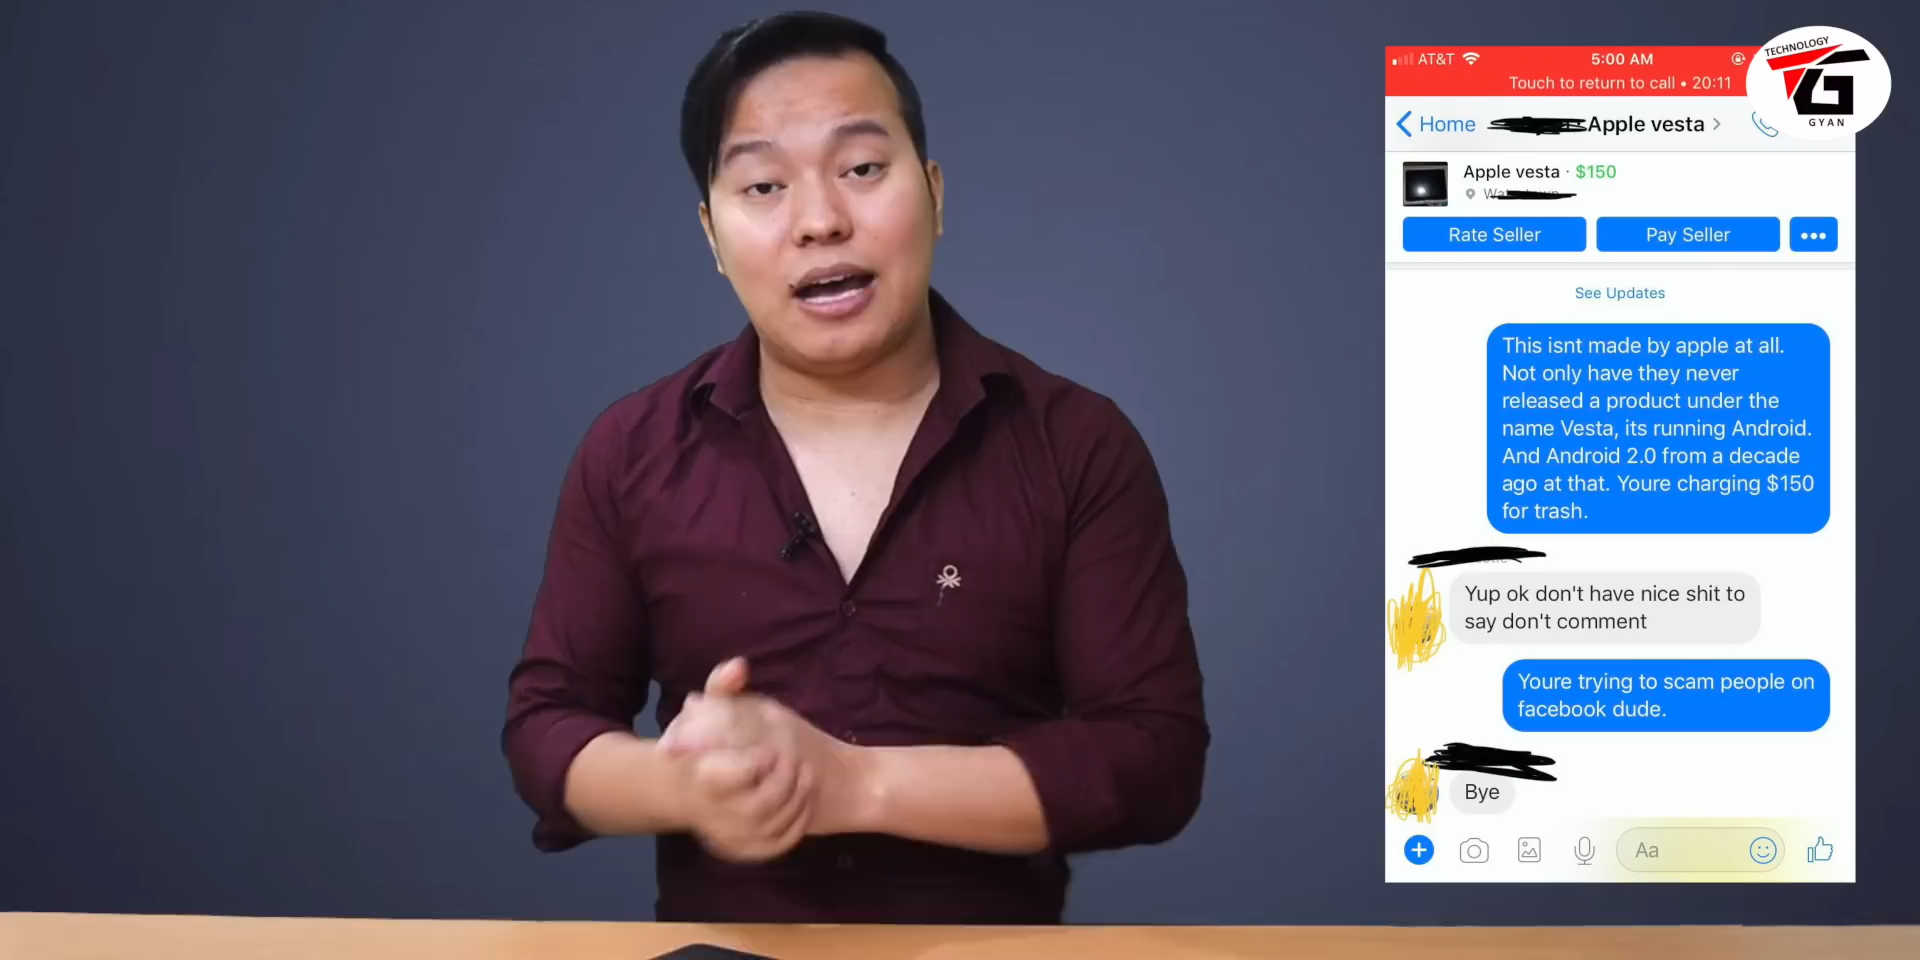 TECHNOLOGY
GYAN
AT&T 5:00 AM
Touch to return to call • 20:11
Home Apple vesta
Apple vesta · $150
Rate Seller Pay Seller
See Updates
This isnt made by apple at all.
Not only have they never
released a product under the
name Vesta, its running Android.
And Android 2.0 from a decade
ago at that. Youre charging $150
for trash.
Yup ok don't have nice shit to
say don't comment
Youre trying to scam people on
facebook dude.
Bye
Aa